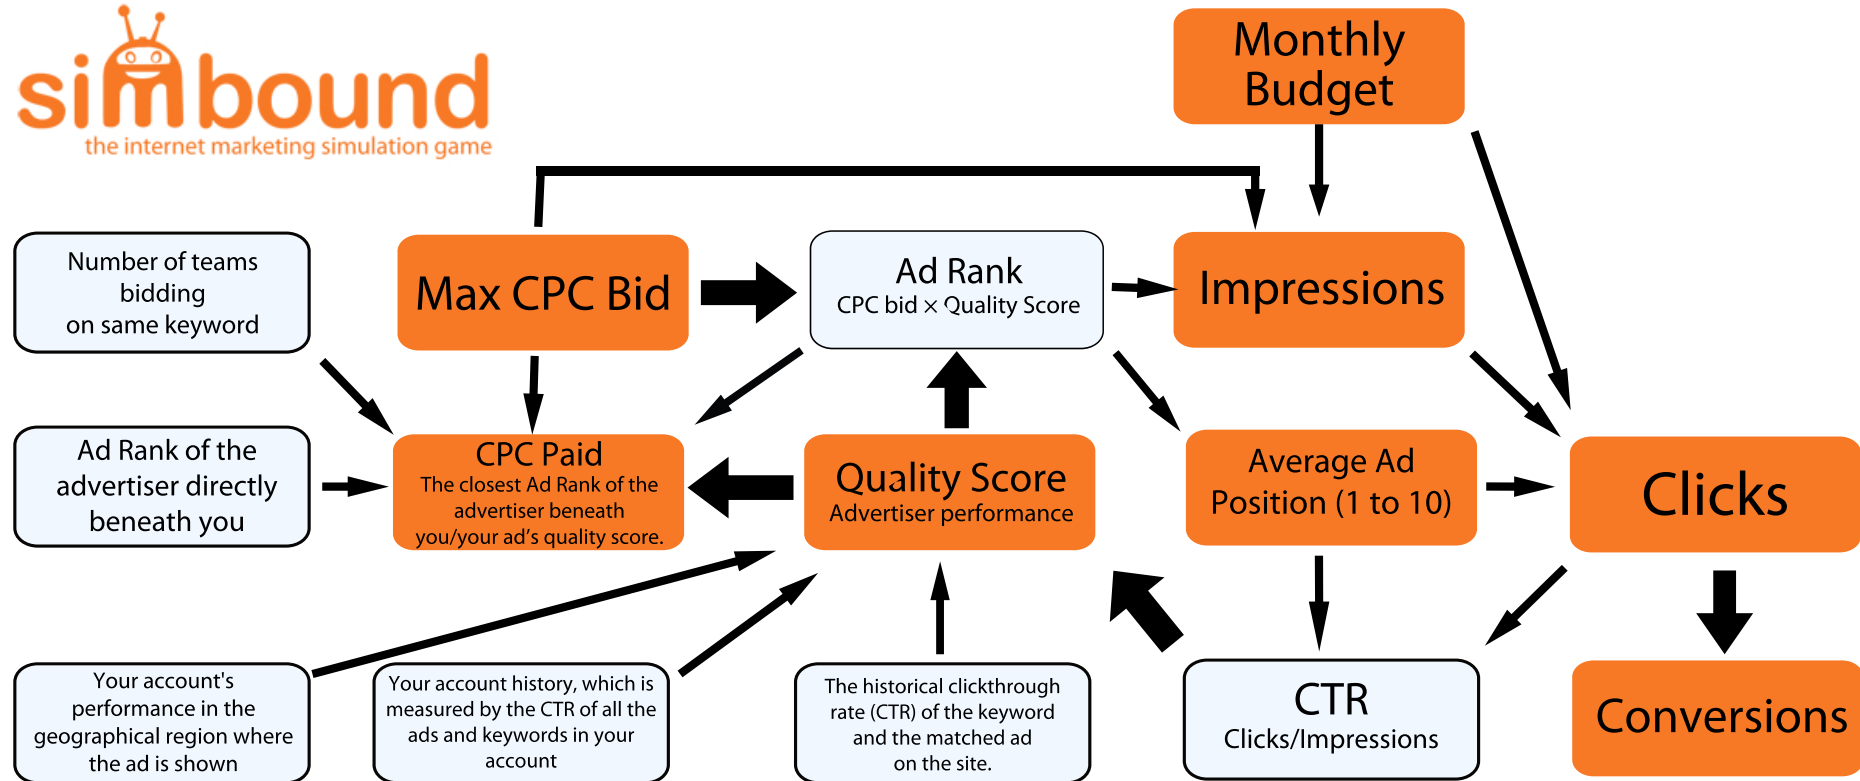 simbound
the internet marketing simulation game
Monthly
Budget
Number of teams
bidding
on same keyword
Max CPC Bid
Ad Rank
CPC bid × Quality Score
Impressions
Ad Rank of the
advertiser directly
beneath you
CPC Paid
The closest Ad Rank of the
advertiser beneath
you/your ad's quality score.
Quality Score
Advertiser performance
Average Ad
Position (1 to 10)
Clicks
Your account's
performance in the
geographical region where
the ad is shown
Your account history, which is
measured by the CTR of all the
ads and keywords in your
account
The historical clickthrough
rate (CTR) of the keyword
and the matched ad
on the site.
CTR
Clicks/Impressions
Conversions